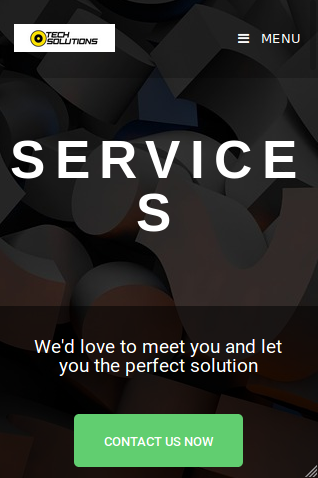 TECH
SOLUTIONS
MENU
SERVICE
S
We'd love to meet you and let
you the perfect solution
CONTACT US NOW